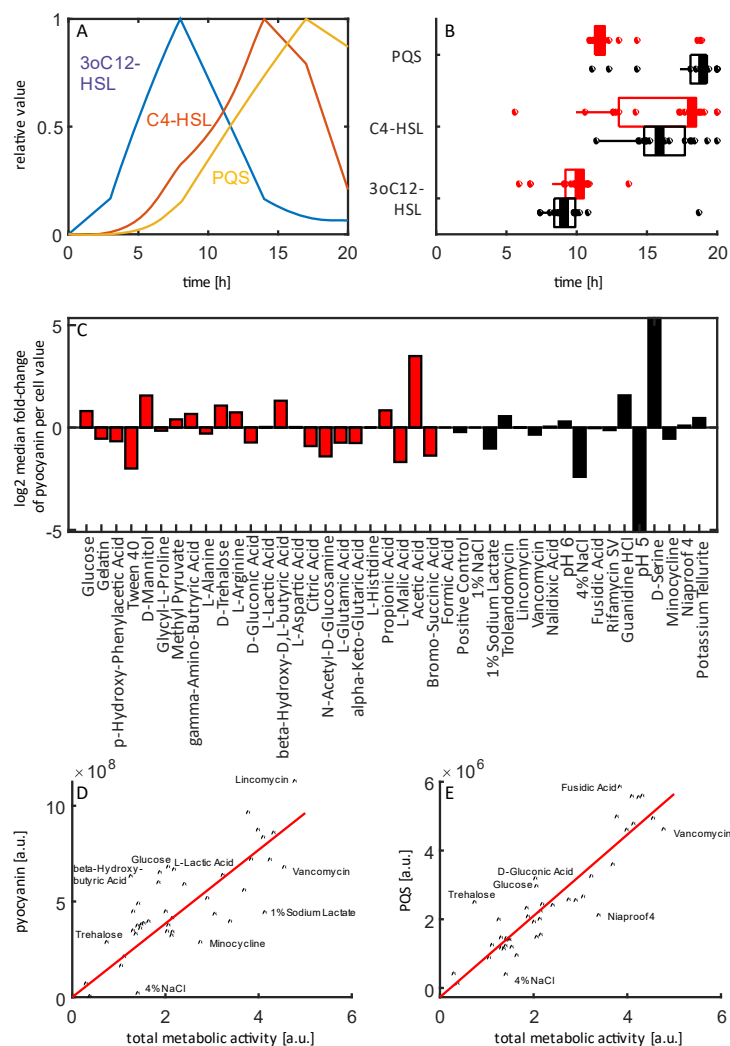 A
3oC12-
HSL
C4-HSL
PQS
relative value
1
0.5
0
0
5
10
15
20
time [h]
B
PQS
C4-HSL
3oC12-
HSL
0
5
10
15
20
time [h]
C
log2 median fold-change
of pyocyanin per cell value
5
0
-5
Glucose
Gelatin
p-Hydroxy-Phenylacetic Acid
Tween 40
D-Mannitol
Glycyl-L-Proline
Methyl Pyruvate
gamma-Amino-Butryric Acid
L-Alanine
D-Trehalose
L-Arginine
D-Gluconic Acid
L-Lactic Acid
beta-Hydroxy-D,L-butyric Acid
L-Aspartic Acid
Citric Acid
N-Acetyl-D-Glucosamine
L-Glutamic Acid
alpha-Keto-Glutaric Acid
L-Histidine
Propionic Acid
L-Malic Acid
Acetic Acid
Bromo-Succinic Acid
Formic Acid
Positive Control
1% NaCl
1% Sodium Lactate
Troleandomycin
Lincomycin
Vancomycin
Nalidixic Acid
pH 6
4% NaCl
Fusidic Acid
Rifamycin SV
Guanidine HCl
pH 5
D-Serine
Minocycline
Niaproof 4
Potassium Tellurite
× 10⁸
D
Lincomycin
10
Glucose
L-Lactic Acid
beta-Hydroxy-
butyric Acid
Vancomycin
5
1%Sodium Lactate
Trehalose
Minocycline
4%NaCl
0
pyocyanin [a.u.]
0
2
4
6
total metabolic activity [a.u.]
× 10⁶
6
E
Fusidic Acid
Vancomycin
4
D-Gluconic Acid
Glucose
Trehalose
Niaproof4
2
4%NaCl
0
PQS [a.u.]
0
2
4
6
total metabolic activity [a.u.]